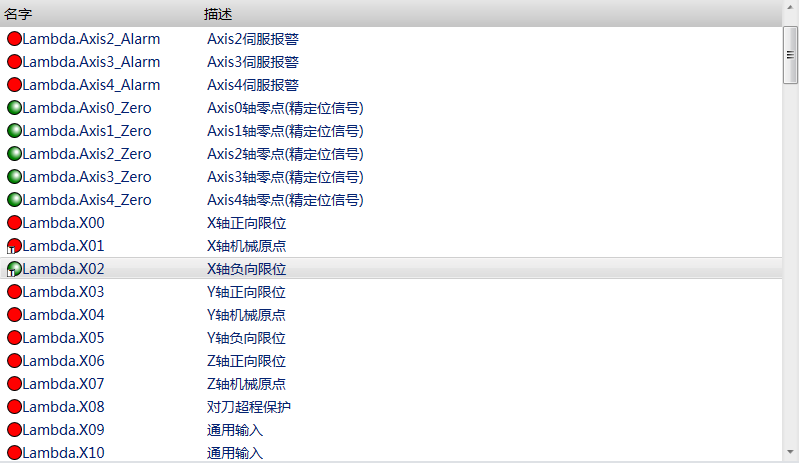 名字 描述
Lambda.Axis2_Alarm Axis2伺服报警
Lambda.Axis3_Alarm Axis3伺服报警
Lambda.Axis4_Alarm Axis4伺服报警
Lambda.Axis0_Zero Axis0轴零点(精定位信号)
Lambda.Axis1_Zero Axis1轴零点(精定位信号)
Lambda.Axis2_Zero Axis2轴零点(精定位信号)
Lambda.Axis3_Zero Axis3轴零点(精定位信号)
Lambda.Axis4_Zero Axis4轴零点(精定位信号)
Lambda.X00 X轴正向限位
Lambda.X01 X轴机械原点
Lambda.X02 X轴负向限位
Lambda.X03 Y轴正向限位
Lambda.X04 Y轴机械原点
Lambda.X05 Y轴负向限位
Lambda.X06 Z轴正向限位
Lambda.X07 Z轴机械原点
Lambda.X08 对刀超程保护
Lambda.X09 通用输入
Lambda.X10 通用输入